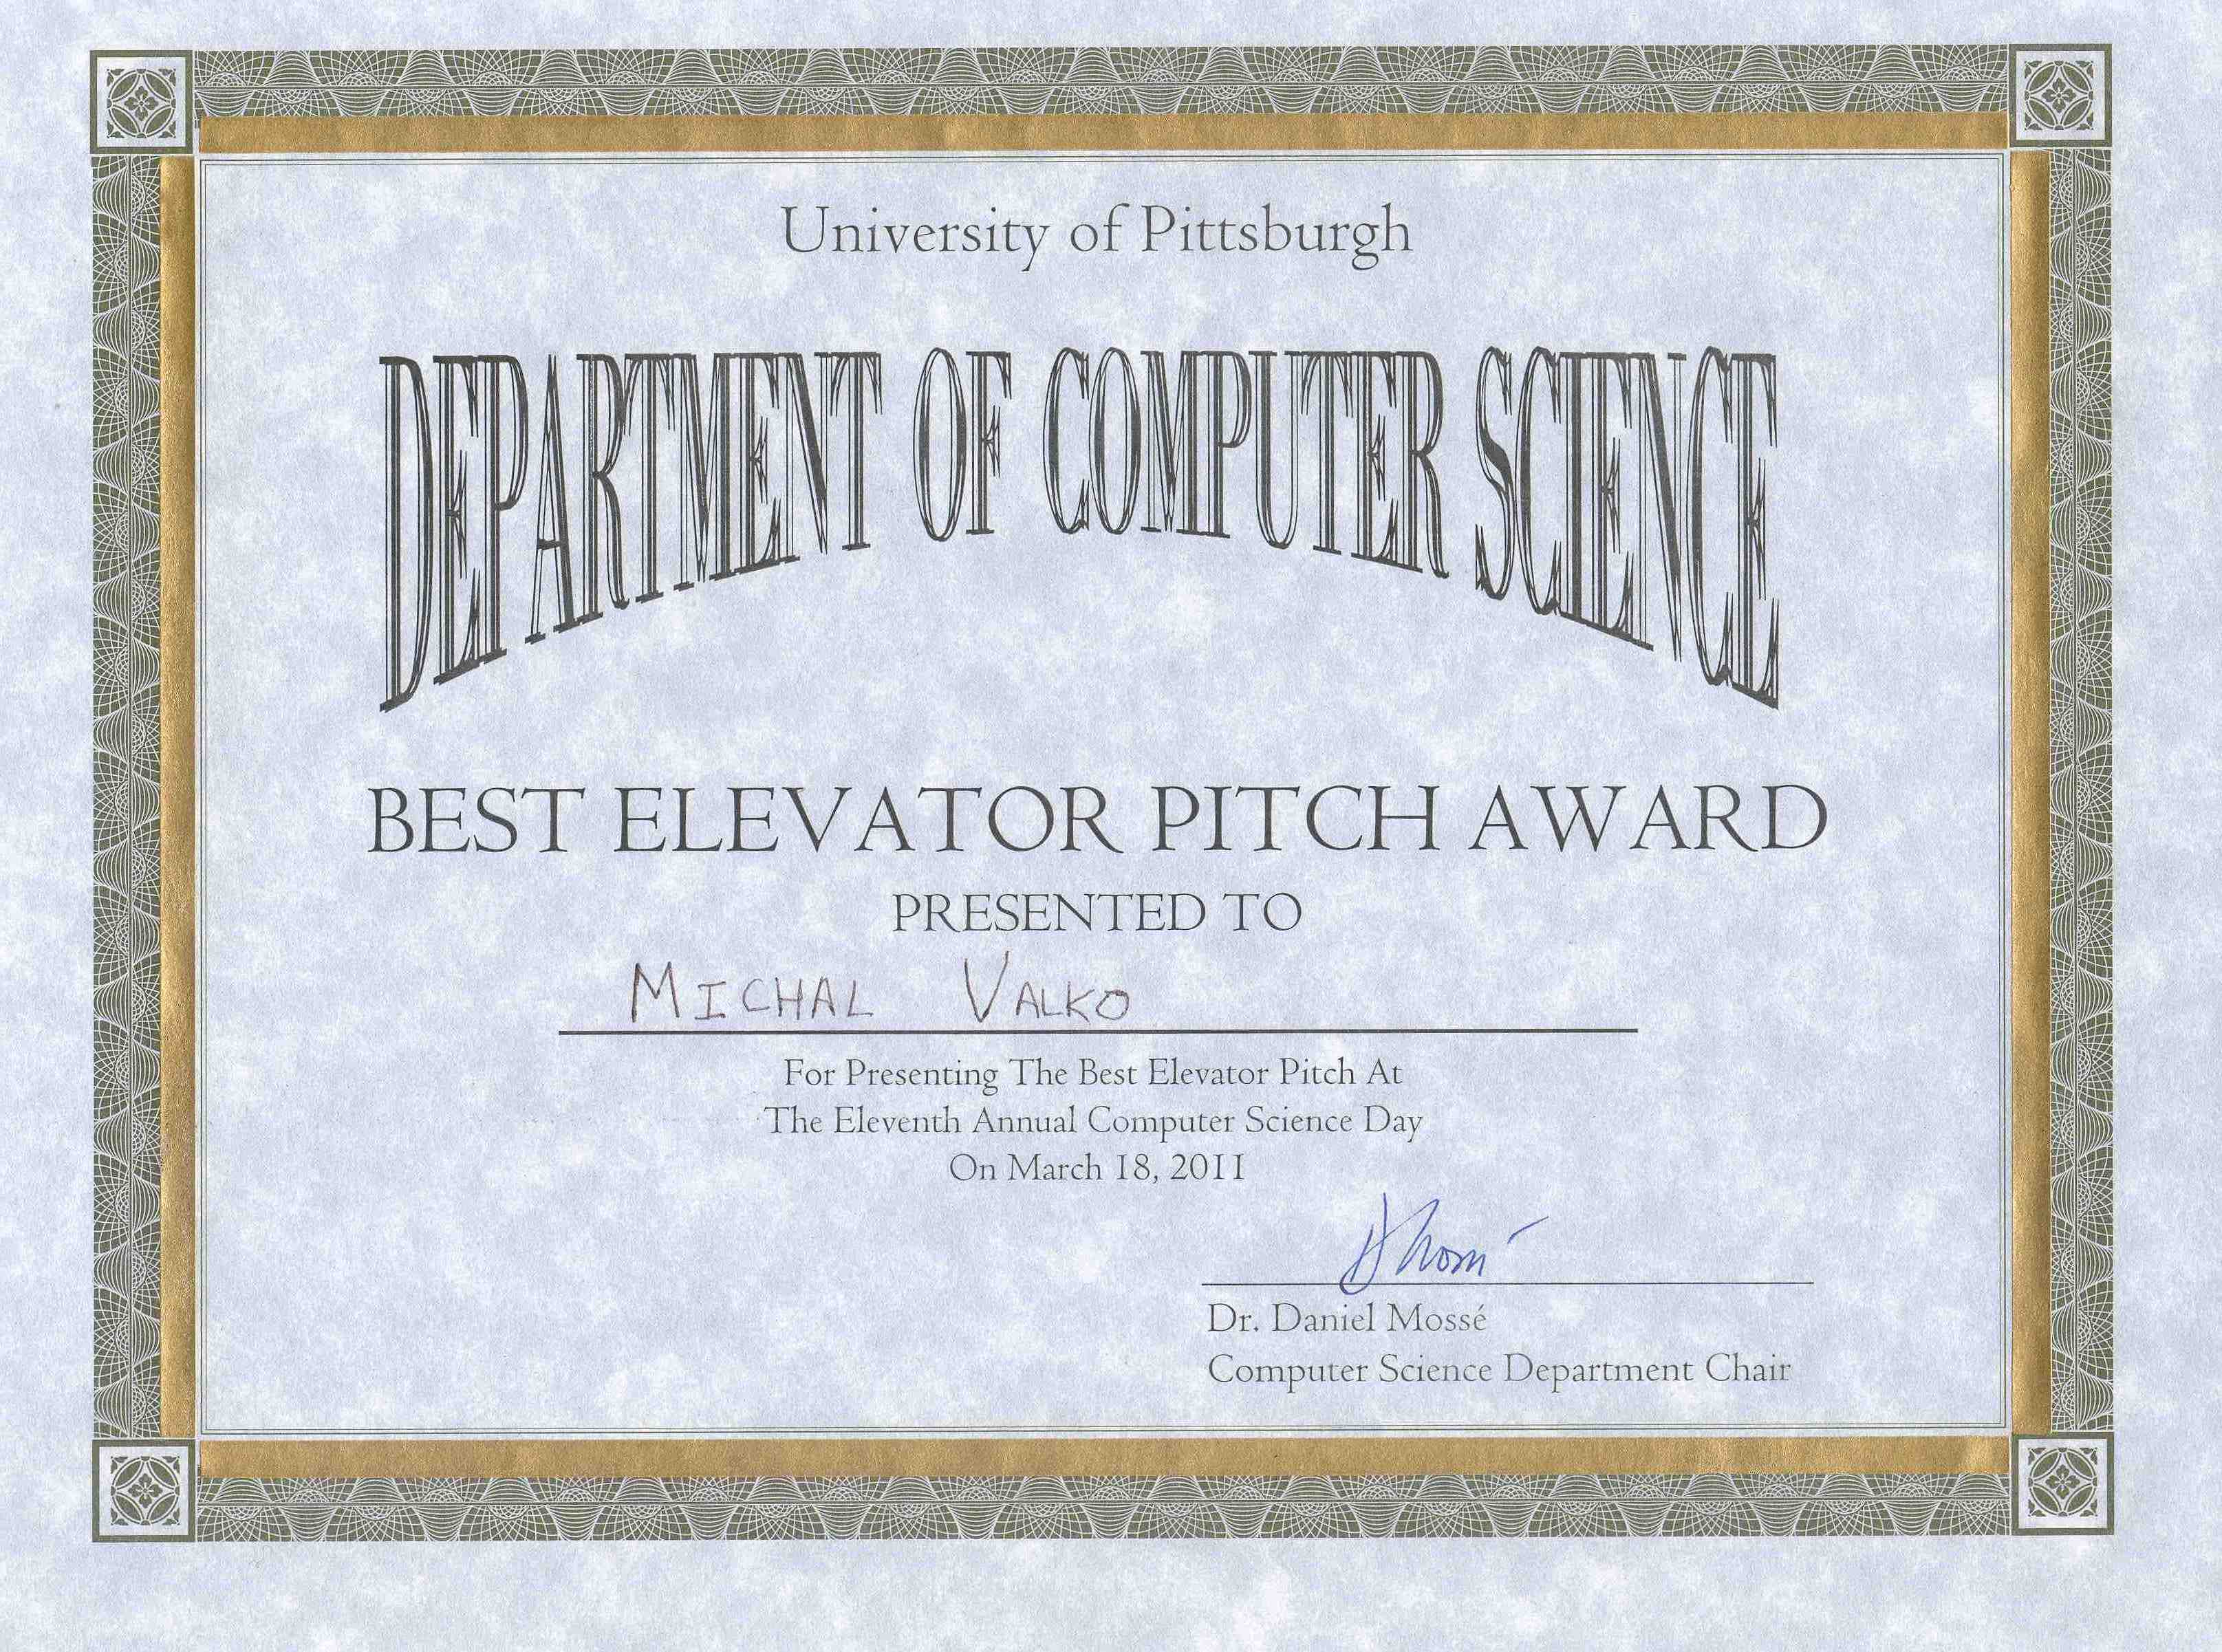 University of Pittsburgh
DEPARTMENT OF COMPUTER SCIENCE
BEST ELEVATOR PITCH AWARD
PRESENTED TO
MICHAL VALKO
For Presenting The Best Elevator Pitch At
The Eleventh Annual Computer Science Day
On March 18, 2011
Dr. Daniel Mossé
Computer Science Department Chair